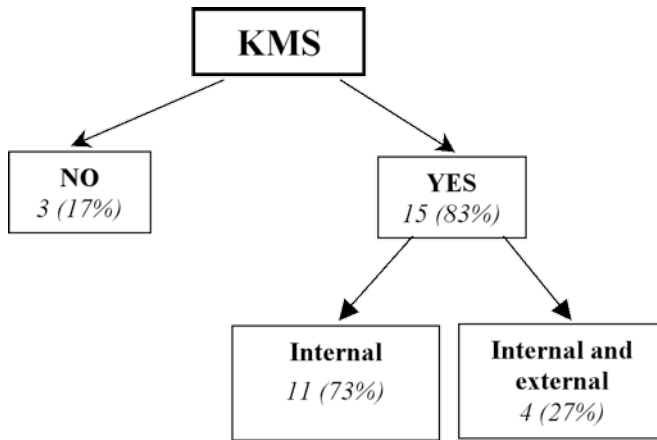 KMS
NO
3 (17%)
YES
15 (83%)
Internal
11 (73%)
Internal and
external
4 (27%)